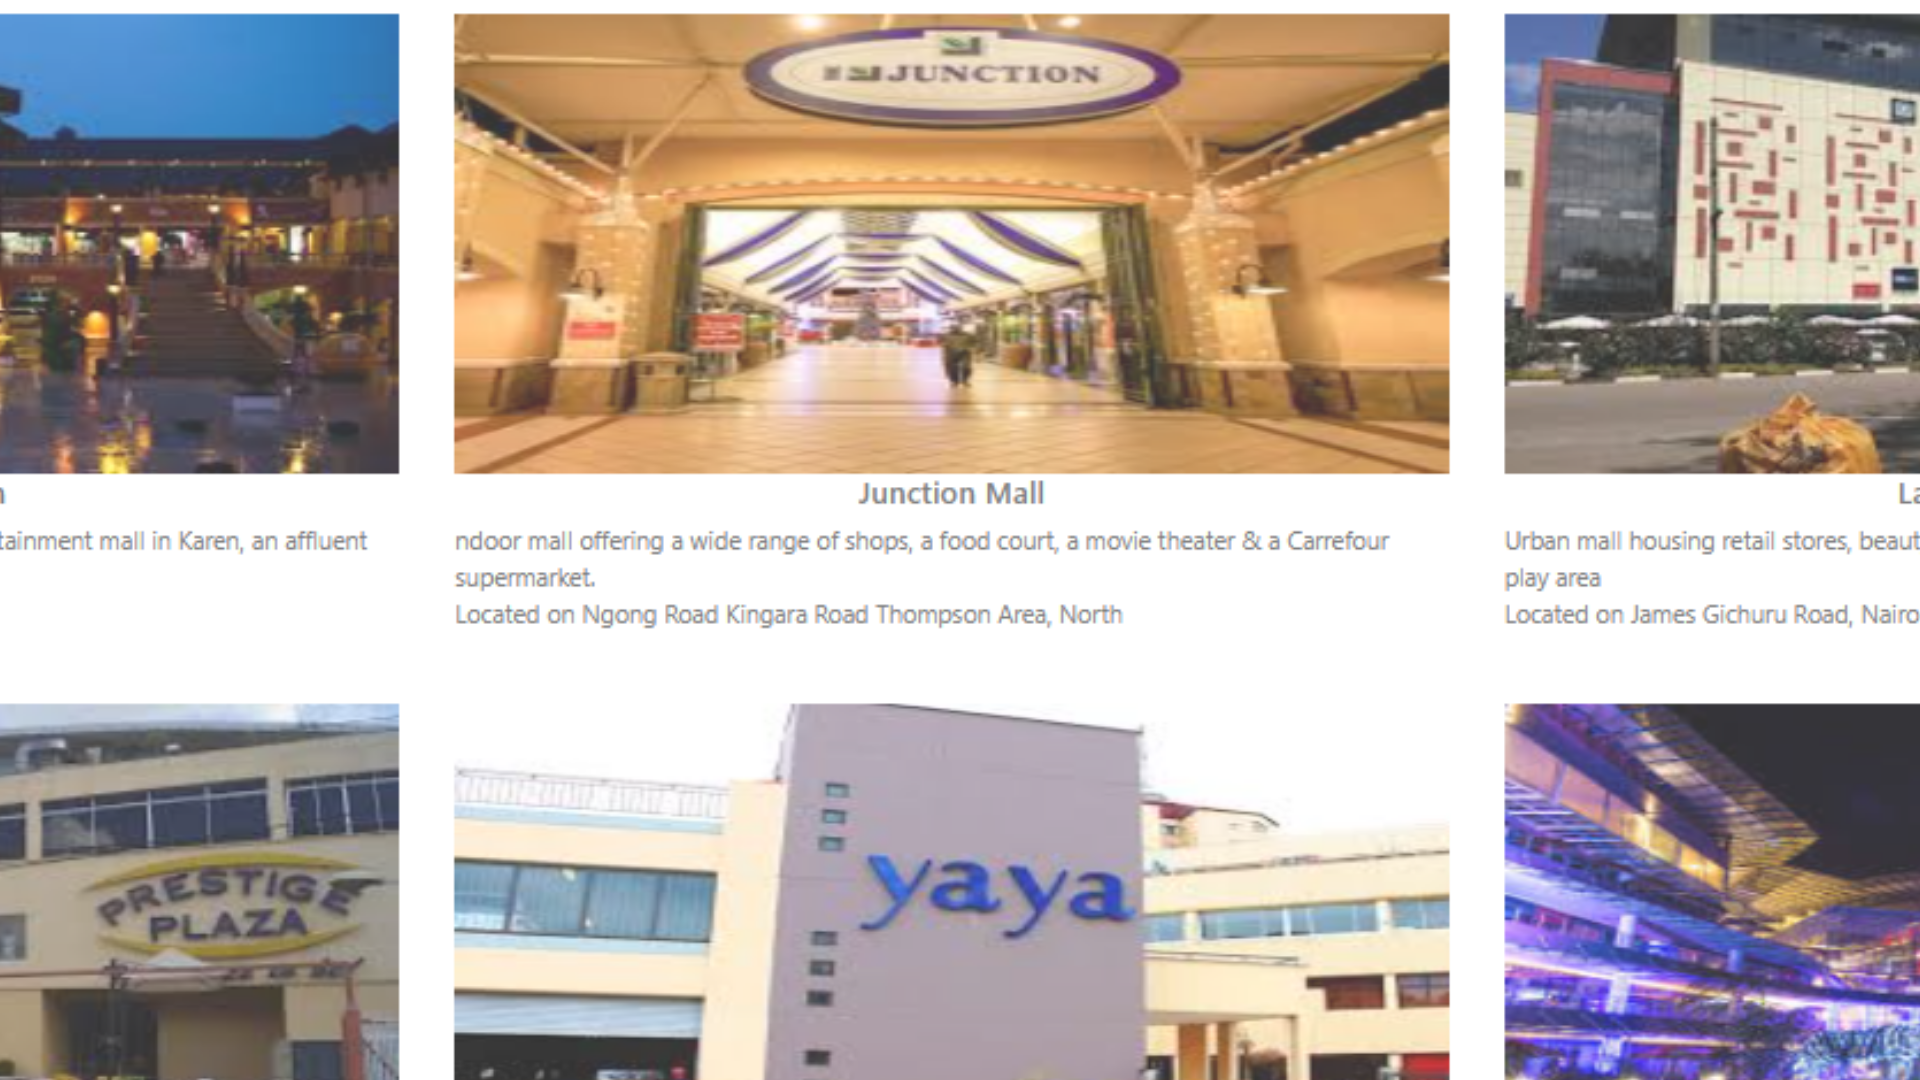 JUNCTION
n
Junction Mall
La
tainment mall in Karen, an affluent
ndoor mall offering a wide range of shops, a food court, a movie theater & a Carrefour
supermarket.
Located on Ngong Road Kingara Road Thompson Area, North
Urban mall housing retail stores, beaut
play area
Located on James Gichuru Road, Nairo
PRESTIGE
PLAZA
yaya